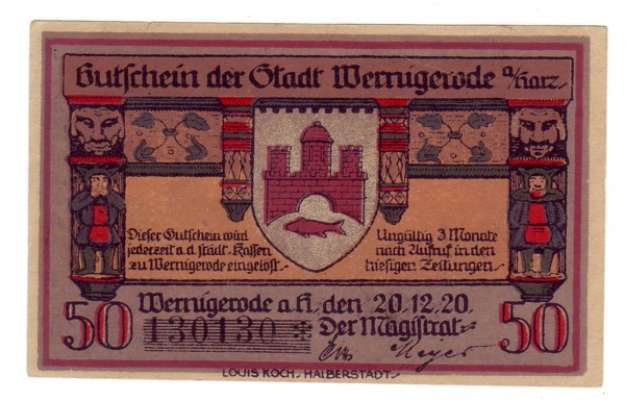 Gutschein der Stadt Wernigerode a/Harz.
Dieser Gutschein wird
jederzeit a.d. städt. Kassen
zu Wernigerode eingelöst.
Ungültig 3 Monate
nach Aufruf in den
hiesigen Zeitungen.
Wernigerode a.H., den 20.12.20.
50
130130 *
Der Magistrat:
50
Meyer
LOUIS KOCH, HALBERSTADT.